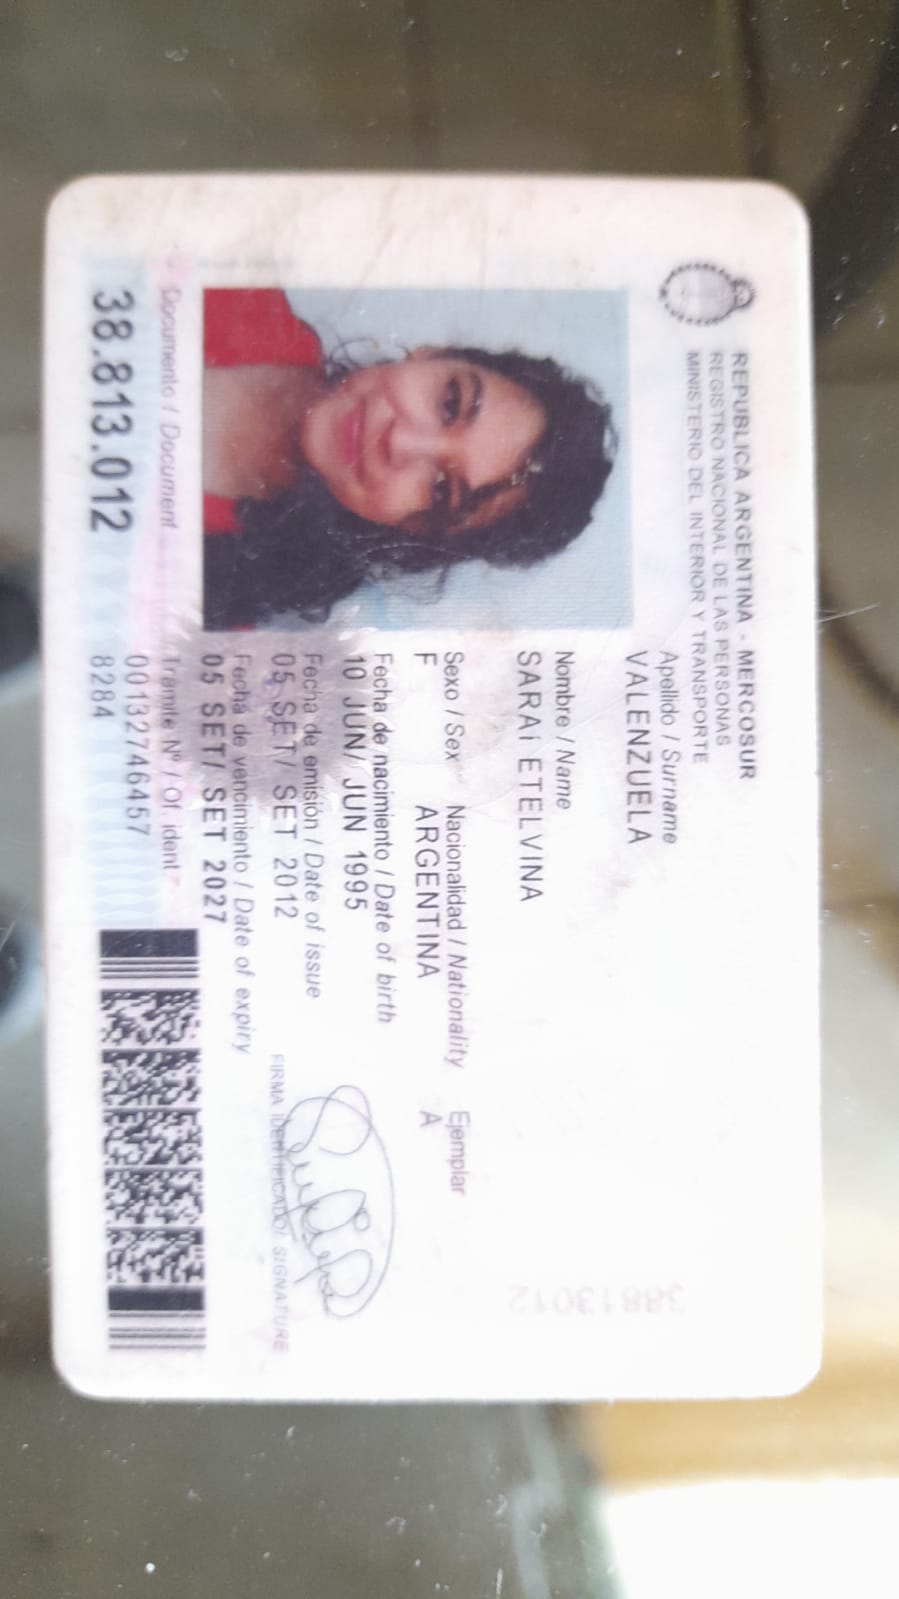 REPUBLICA ARGENTINA - MERCOSUR
REGISTRO NACIONAL DE LAS PERSONAS
MINISTERIO DEL INTERIOR Y TRANSPORTE
Apellido / Surname
VALENZUELA
Nombre / Name
SARAÍ ETELVINA
Sexo / Sex Nacionalidad / Nationality Ejemplar
F ARGENTINA A
Fecha de nacimiento / Date of birth
10 JUN/ JUN 1995
Fecha de emisión / Date of issue
05 SET/ SET 2012
Fecha de vencimiento / Date of expiry
05 SET/ SET 2027
FIRMA IDENTIFICADO/ SIGNATURE
Documento / Document
38.813.012
Tramite Nº / Of. ident
00132746457
8284
38813012